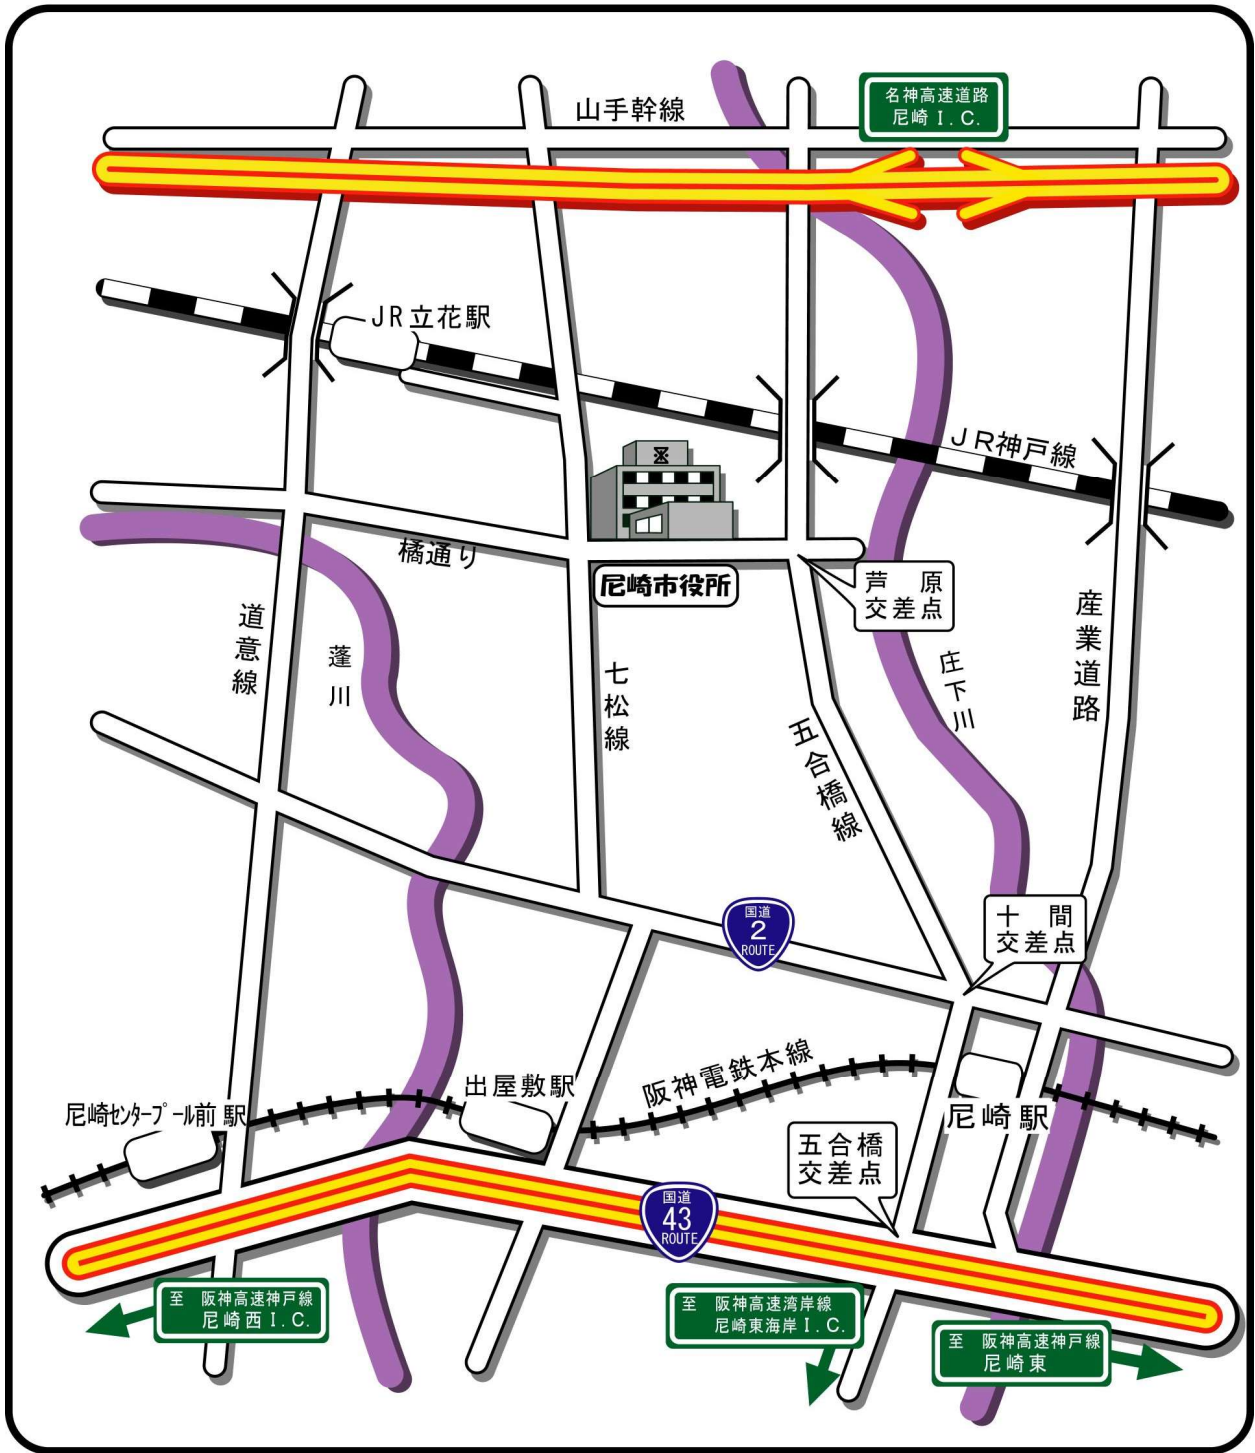 山手幹線
名神高速道路
尼崎I.C.
JR立花駅
JR神戸線
橘通り
尼崎市役所
芦原
交差点
道意線
蓬川
七松線
五合橋線
庄下川
産業道路
国道
2
ROUTE
十間
交差点
阪神電鉄本線
尼崎センタープール前駅
出屋敷駅
尼崎駅
五合橋
交差点
国道
43
ROUTE
至 阪神高速神戸線
尼崎西I.C.
至 阪神高速湾岸線
尼崎東海岸I.C.
至 阪神高速神戸線
尼崎東